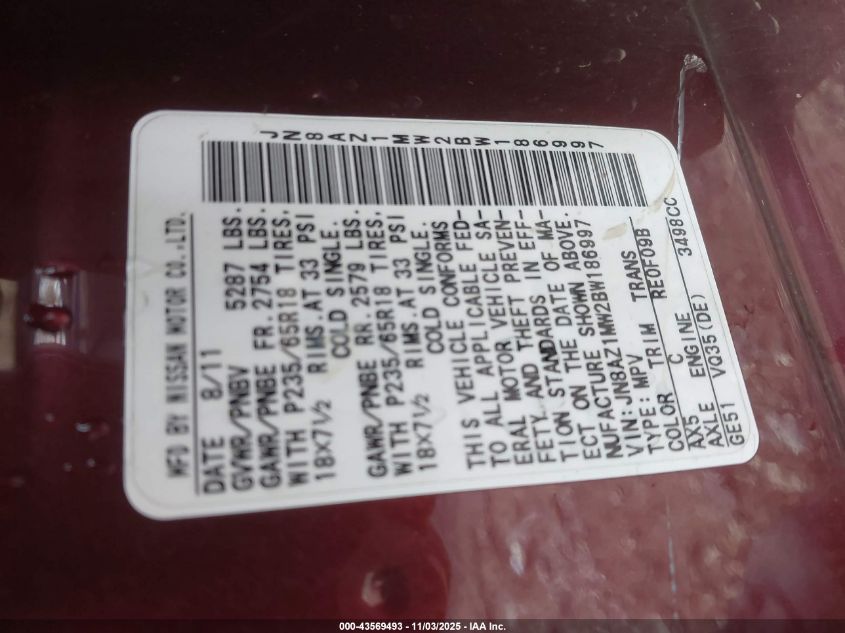 JN8AZ1MW2BW186997
MFD BY NISSAN MOTOR CO.,LTD.
DATE 8/11
GVWR/PNBV 5287 LBS.
GAWR/PNBE FR. 2754 LBS.
WITH P235/65R18 TIRES,
18×7½ RIMS.AT 33 PSI
COLD SINGLE.
GAWR/PNBE RR. 2579 LBS.
WITH P235/65R18 TIRES,
18×7½ RIMS.AT 33 PSI
COLD SINGLE.
THIS VEHICLE CONFORMS
TO ALL APPLICABLE FED-
ERAL MOTOR VEHICLE SA-
FETY AND THEFT PREVEN-
TION STANDARDS IN EFF-
ECT ON THE DATE OF MA-
NUFACTURE SHOWN ABOVE.
VIN: JN8AZ1MW2BW186997
TYPE: MPV
COLOR C TRIM TRANS
AX5 RE0F09B
AXLE ENGINE
GE51 VQ35(DE) 3498CC
000-43569493 - 11/03/2025 - IAA Inc.